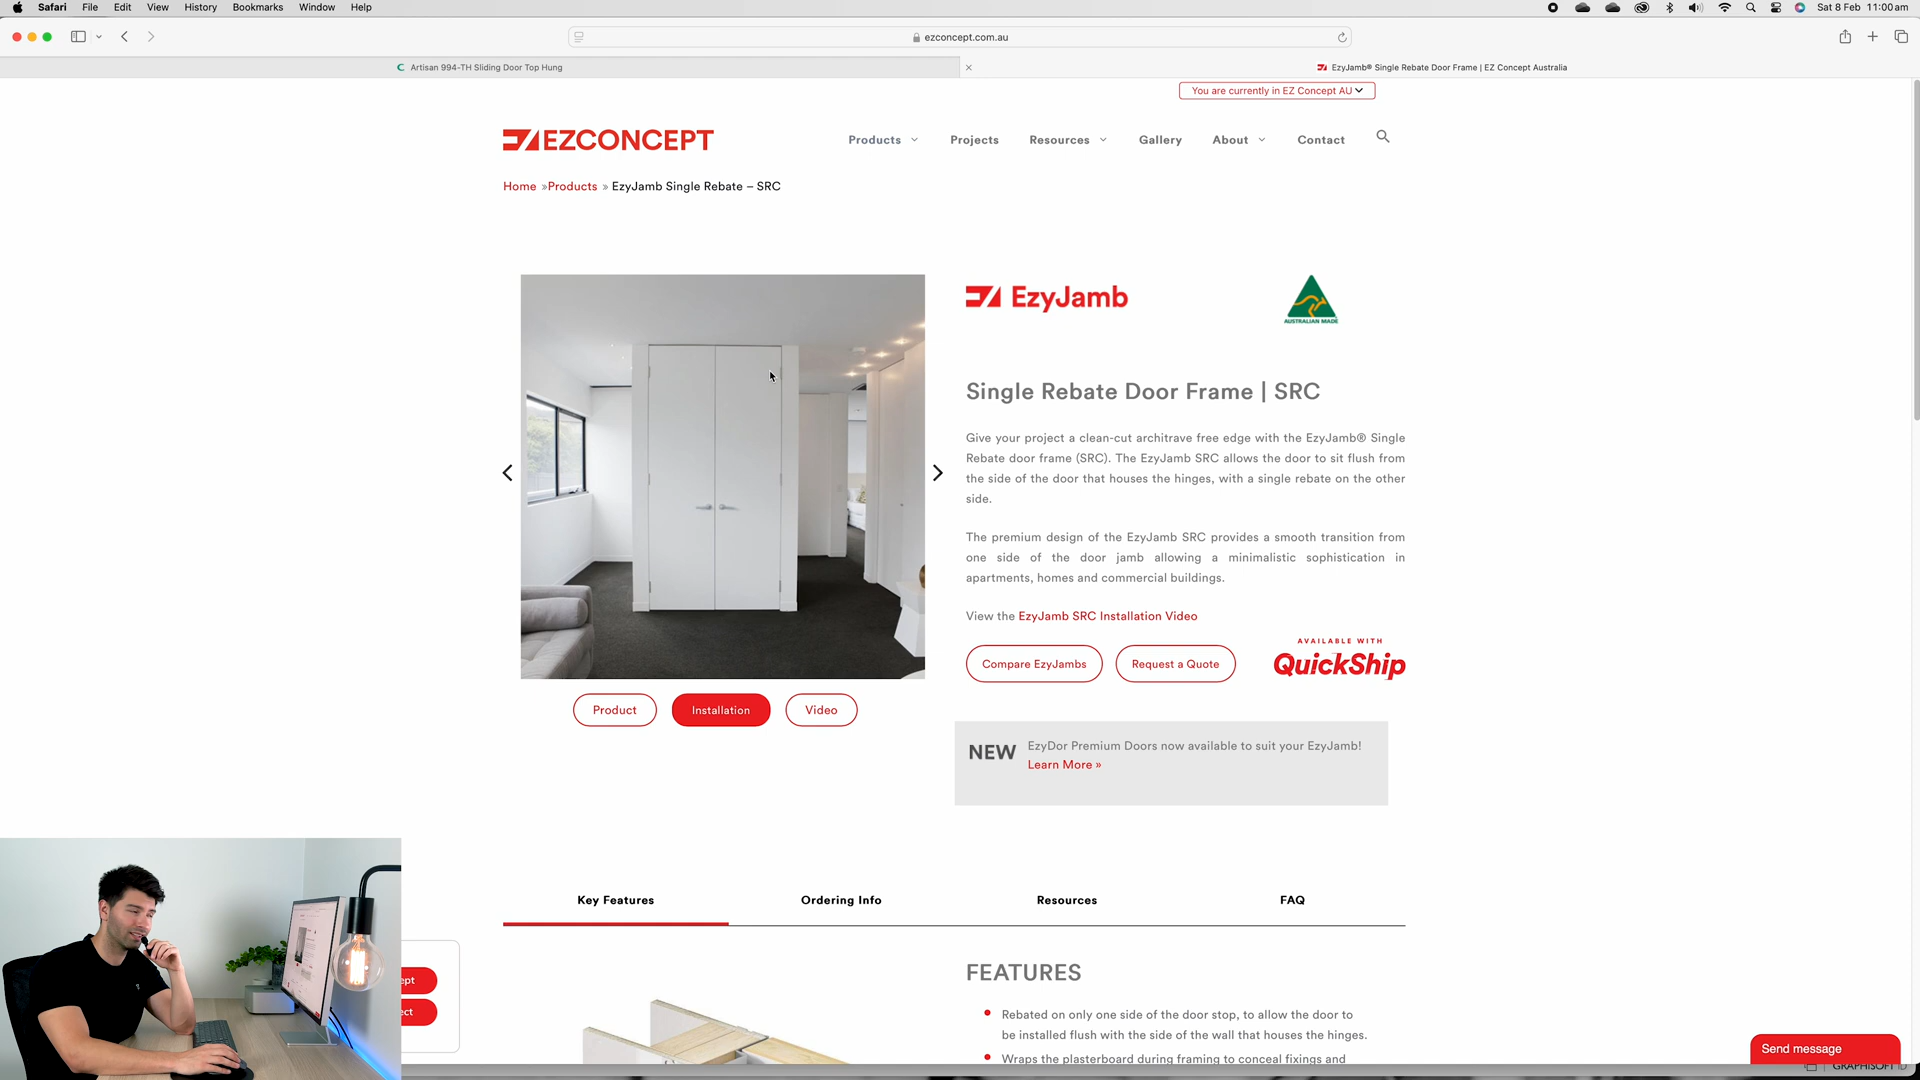 Safari File Edit View History Bookmarks Window Help Sat 8 Feb 11:00 am
ezconcept.com.au
Artisan 994-TH Sliding Door Top Hung
EzyJamb® Single Rebate Door Frame | EZ Concept Australia
You are currently in EZ Concept AU
EZCONCEPT
Products Projects Resources Gallery About Contact
Home »Products » EzyJamb Single Rebate – SRC
EzyJamb
AUSTRALIAN MADE
Single Rebate Door Frame | SRC
Give your project a clean-cut architrave free edge with the EzyJamb® Single
Rebate door frame (SRC). The EzyJamb SRC allows the door to sit flush from
the side of the door that houses the hinges, with a single rebate on the other
side.
The premium design of the EzyJamb SRC provides a smooth transition from
one side of the door jamb allowing a minimalistic sophistication in
apartments, homes and commercial buildings.
View the EzyJamb SRC Installation Video
Compare EzyJambs
Request a Quote
AVAILABLE WITH
QuickShip
Product
Installation
Video
NEW
EzyDor Premium Doors now available to suit your EzyJamb!
Learn More »
Key Features
Ordering Info
Resources
FAQ
FEATURES
Rebated on only one side of the door stop, to allow the door to
be installed flush with the side of the wall that houses the hinges.
Wraps the plasterboard during framing to conceal fixings and
ept
ect
Send message